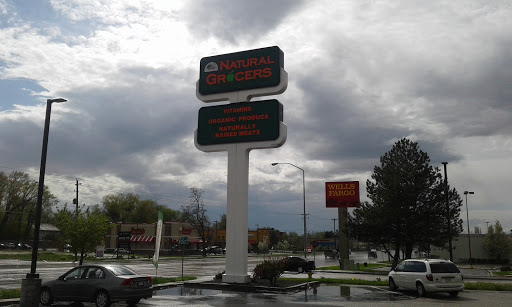 NATURAL
GROCERS
VITAMINS
ORGANIC PRODUCE
NATURALLY
RAISED MEATS
WELLS
FARGO